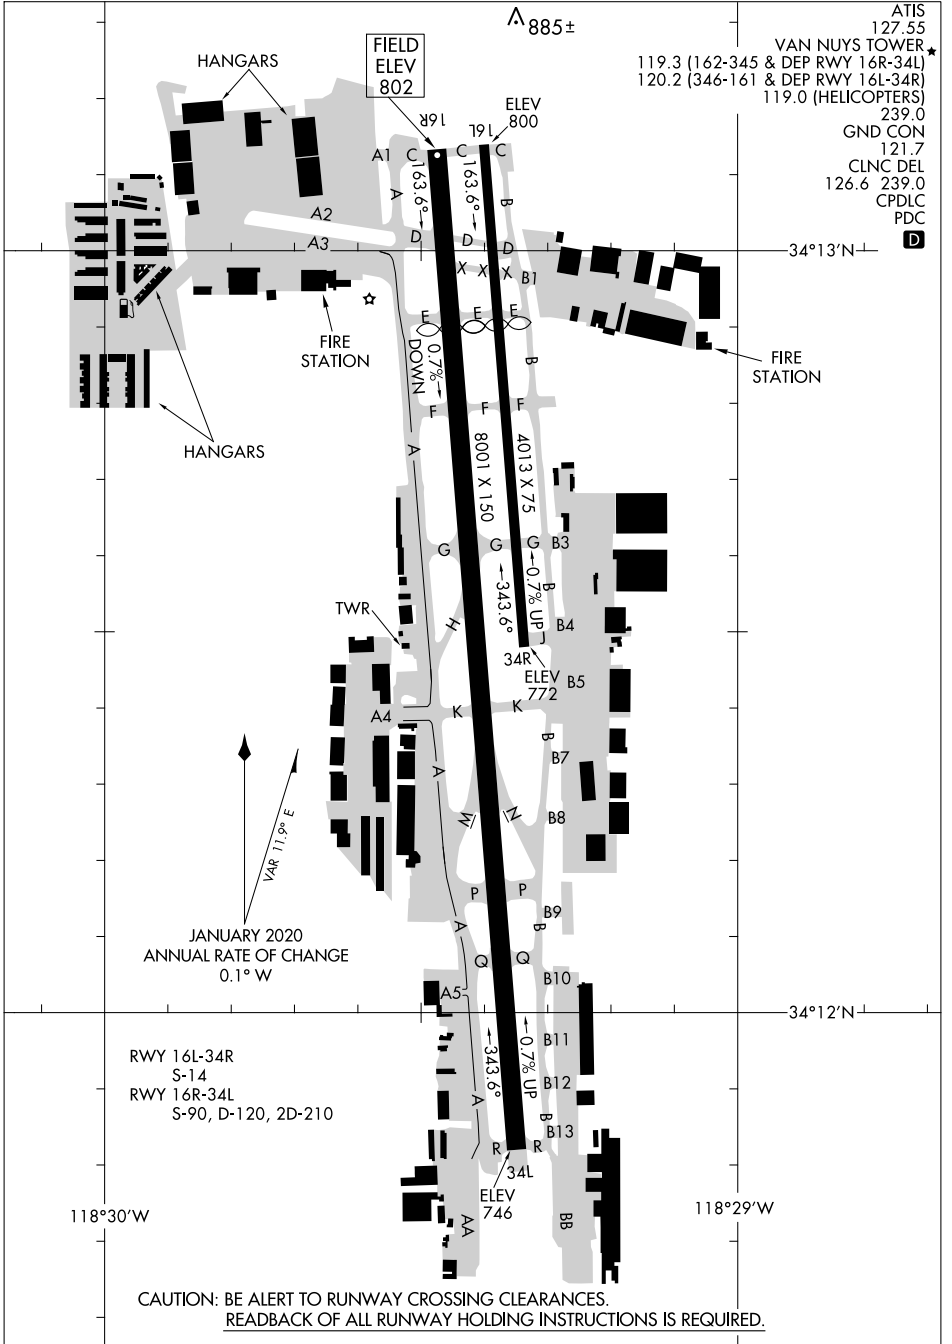 885±
ATIS
127.55
VAN NUYS TOWER
119.3 (162-345 & DEP RWY 16R-34L)
120.2 (346-161 & DEP RWY 16L-34R)
119.0 (HELICOPTERS)
239.0
GND CON
121.7
CLNC DEL
126.6 239.0
CPDLC
PDC
D
HANGARS
FIELD
ELEV
802
ELEV
800
16R
16L
A1
C
C
C
163.6°
163.6°
A
B
A2
A3
D
D
D
34°13'N
X
X
X
B1
E
E
E
FIRE
STATION
FIRE
STATION
0.7%
DOWN
B
F
F
F
HANGARS
A
8001 X 150
4013 X 75
G
G
G
B3
343.6°
0.7% UP
B
TWR
H
B4
34R
ELEV
772
B5
A4
K
K
B
B7
A
VAR 11.9° E
M
N
B8
P
P
B9
A
B
JANUARY 2020
ANNUAL RATE OF CHANGE
0.1° W
Q
Q
B10
A5
34°12'N
343.6°
0.7% UP
B11
RWY 16L-34R
S-14
RWY 16R-34L
S-90, D-120, 2D-210
B12
A
B
B13
R
R
34L
ELEV
746
118°30'W
118°29'W
AA
BB
CAUTION: BE ALERT TO RUNWAY CROSSING CLEARANCES.
READBACK OF ALL RUNWAY HOLDING INSTRUCTIONS IS REQUIRED.